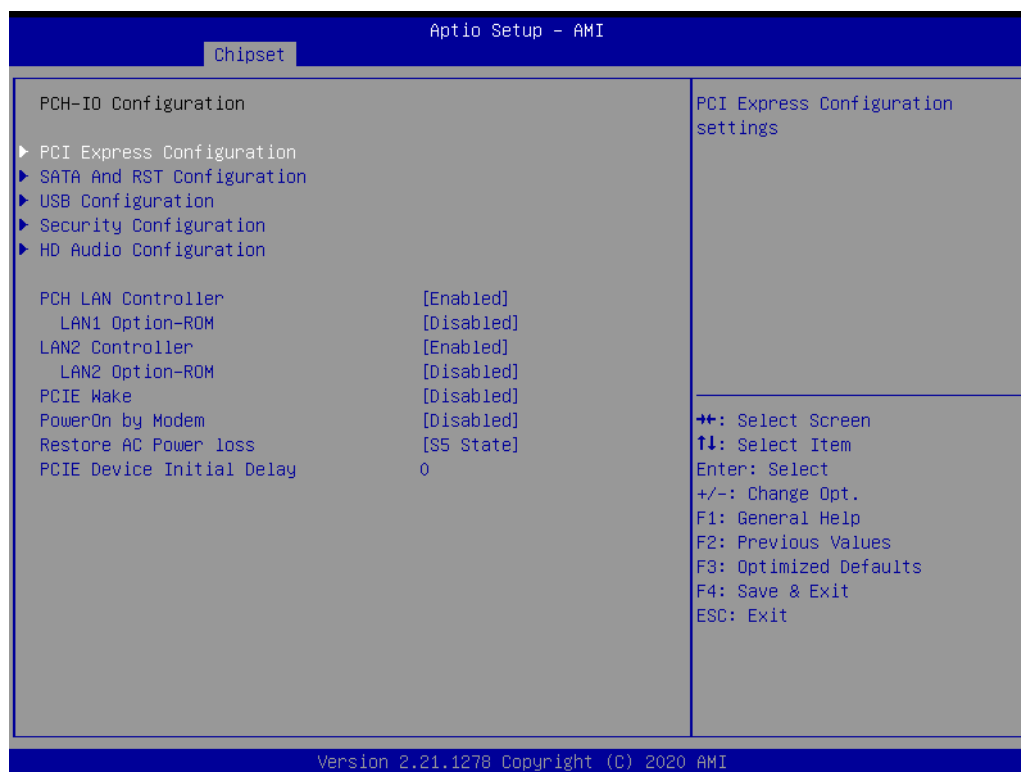 Aptio Setup – AMI
Chipset
PCH-IO Configuration
PCI Express Configuration
SATA And RST Configuration
USB Configuration
Security Configuration
HD Audio Configuration
PCH LAN Controller [Enabled]
LAN1 Option-ROM [Disabled]
LAN2 Controller [Enabled]
LAN2 Option-ROM [Disabled]
PCIE Wake [Disabled]
PowerOn by Modem [Disabled]
Restore AC Power loss [S5 State]
PCIE Device Initial Delay 0
PCI Express Configuration
settings
→←: Select Screen
↑↓: Select Item
Enter: Select
+/-: Change Opt.
F1: General Help
F2: Previous Values
F3: Optimized Defaults
F4: Save & Exit
ESC: Exit
Version 2.21.1278 Copyright (C) 2020 AMI